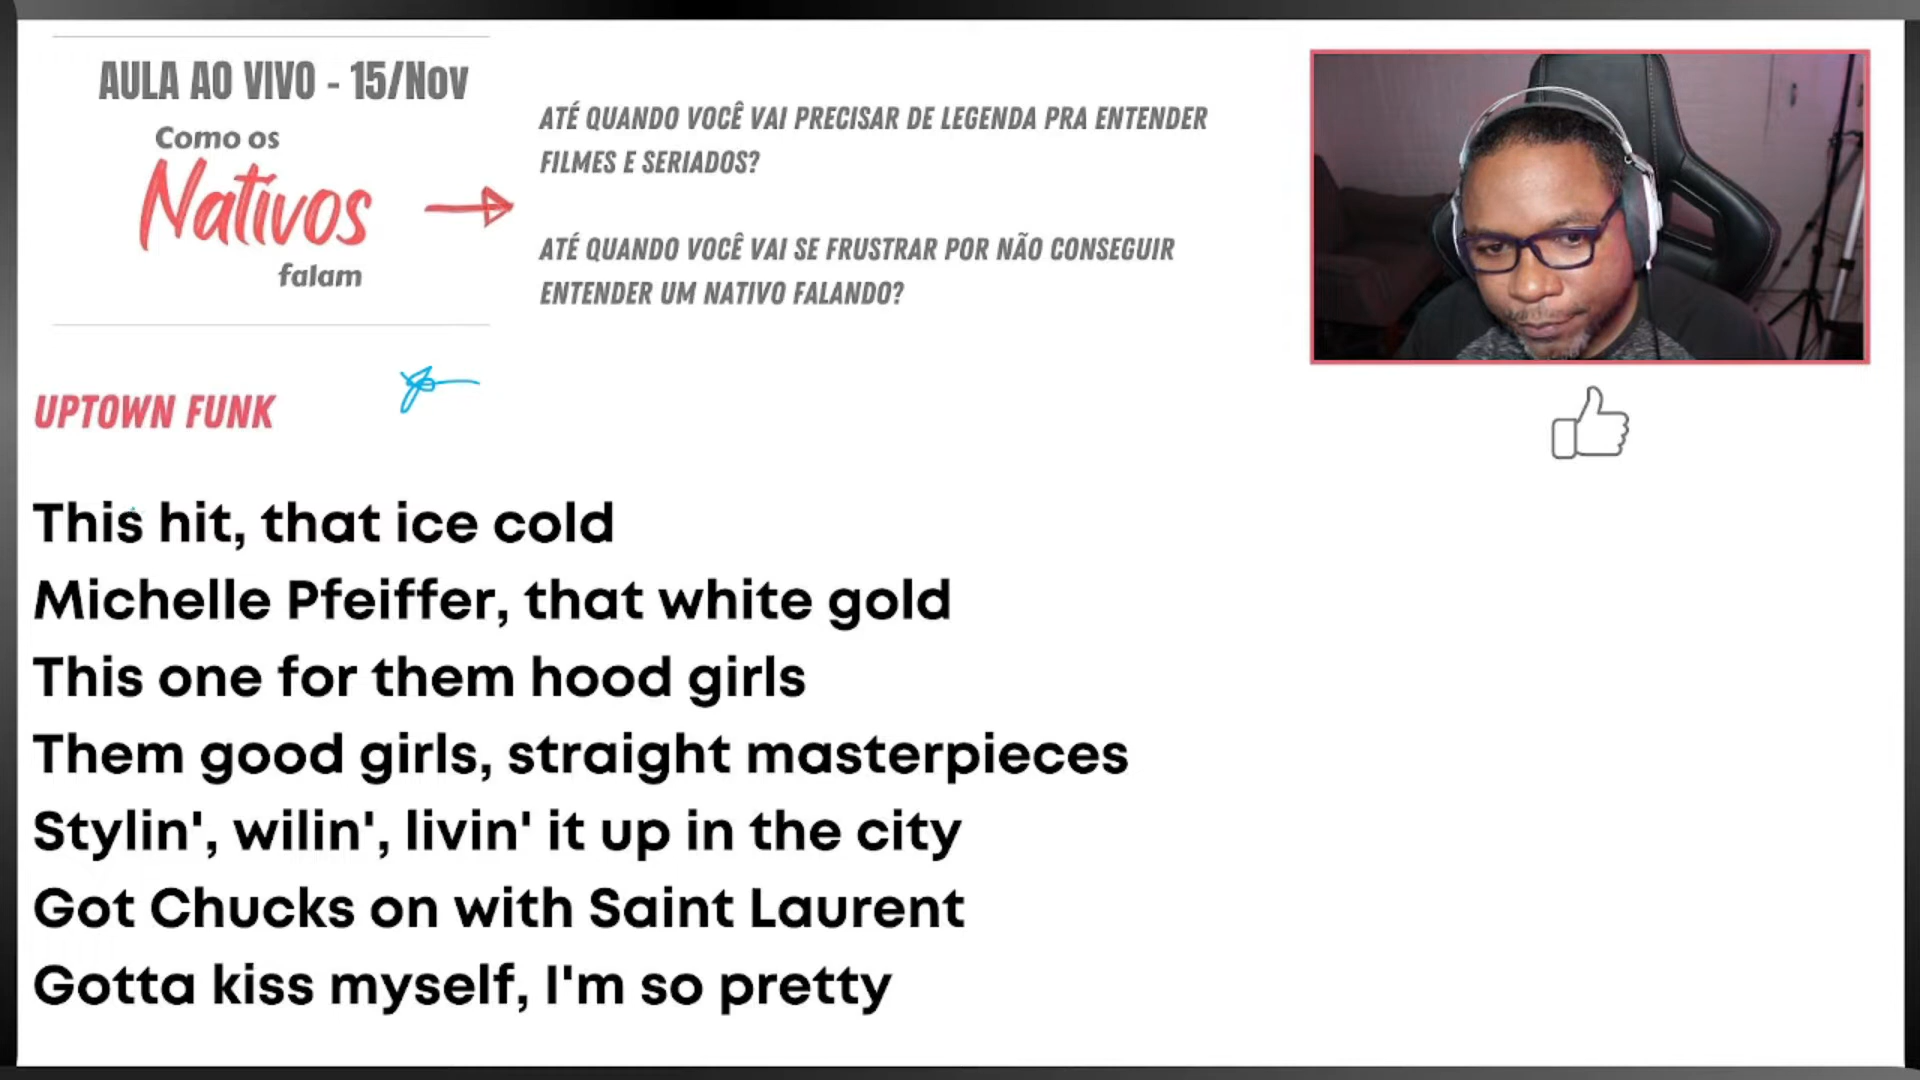 AULA AO VIVO - 15/Nov
Como os
Nativos
falam
ATÉ QUANDO VOCÊ VAI PRECISAR DE LEGENDA PRA ENTENDER
FILMES E SERIADOS?
ATÉ QUANDO VOCÊ VAI SE FRUSTRAR POR NÃO CONSEGUIR
ENTENDER UM NATIVO FALANDO?
UPTOWN FUNK
This hit, that ice cold
Michelle Pfeiffer, that white gold
This one for them hood girls
Them good girls, straight masterpieces
Stylin', wilin', livin' it up in the city
Got Chucks on with Saint Laurent
Gotta kiss myself, I'm so pretty